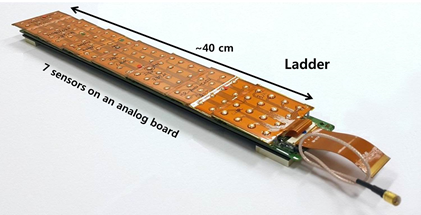 ~40 cm
Ladder
7 sensors on an analog board